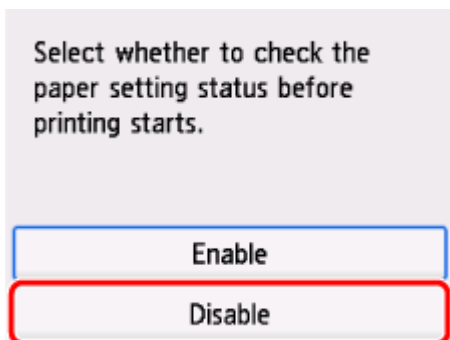 Select whether to check the
paper setting status before
printing starts.
Enable
Disable